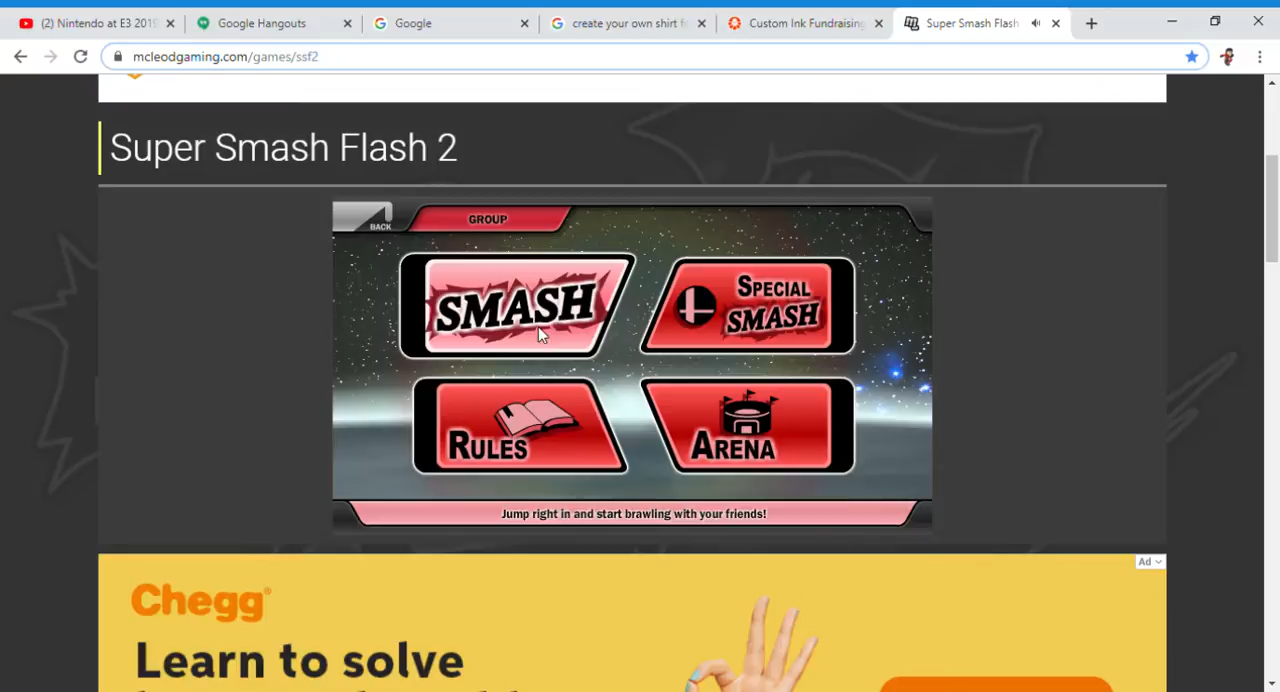 (2) Nintendo at E3 2019
Google Hangouts
Google
create your own shirt f
Custom Ink Fundraising
Super Smash Flash
mcleodgaming.com/games/ssf2
Super Smash Flash 2
BACK
GROUP
SMASH
SPECIAL
SMASH
RULES
ARENA
Jump right in and start brawling with your friends!
Ad
Chegg®
Learn to solve